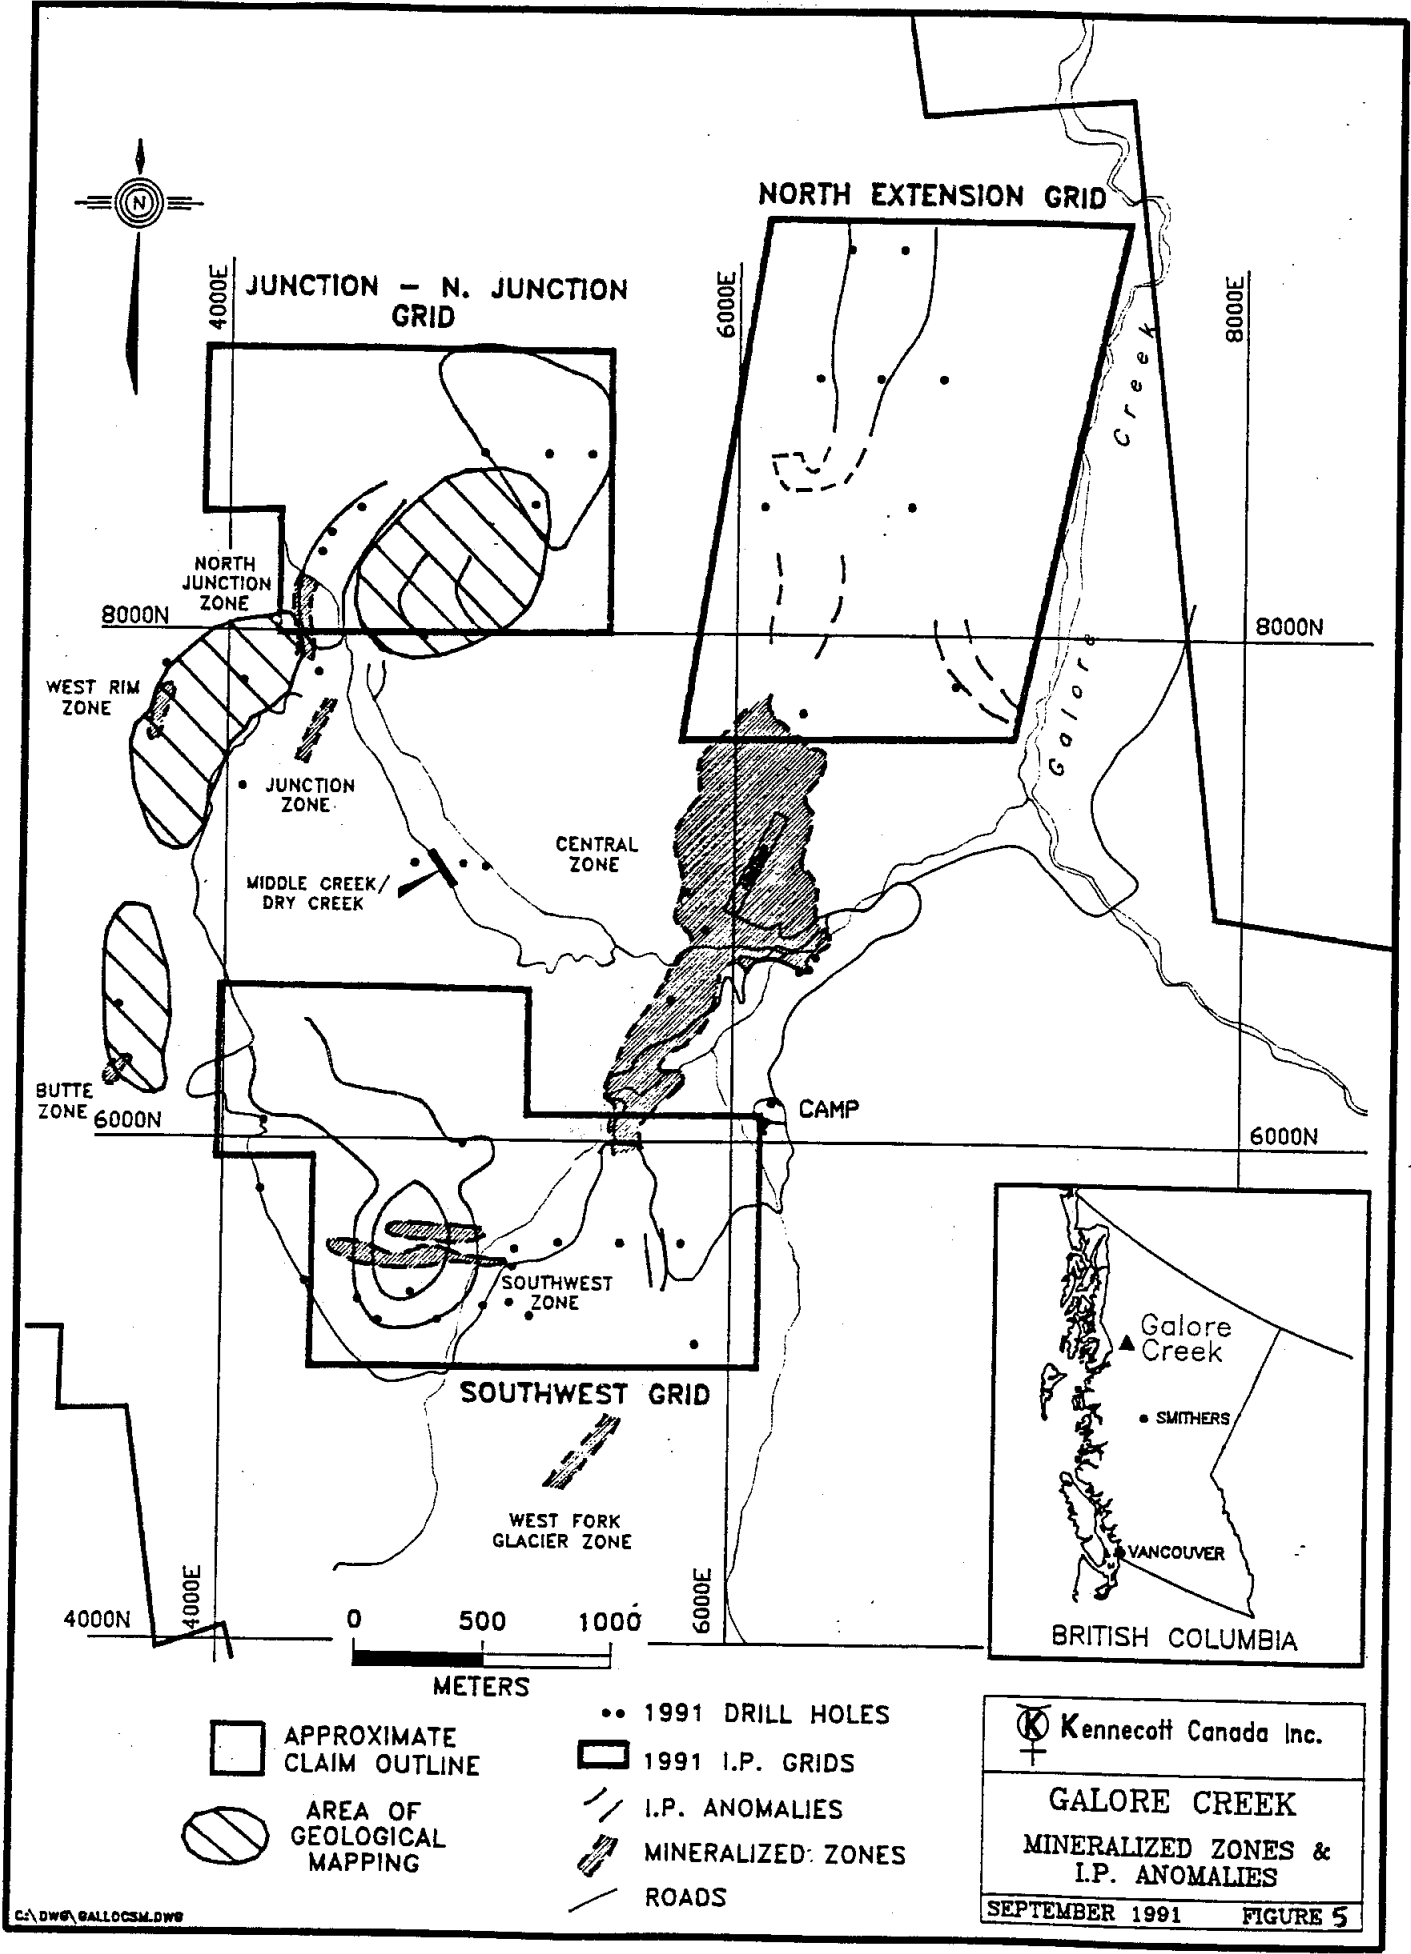 N
NORTH EXTENSION GRID
4000E
JUNCTION – N. JUNCTION
GRID
6000E
8000E
Creek
NORTH
JUNCTION
ZONE
8000N
8000N
WEST RIM
ZONE
Galore
JUNCTION
ZONE
CENTRAL
ZONE
MIDDLE CREEK/
DRY CREEK
BUTTE
ZONE
6000N
CAMP
6000N
SOUTHWEST
ZONE
SOUTHWEST GRID
Galore
Creek
SMITHERS
WEST FORK
GLACIER ZONE
VANCOUVER
BRITISH COLUMBIA
4000N
4000E
6000E
0 500 1000
METERS
APPROXIMATE
CLAIM OUTLINE
AREA OF
GEOLOGICAL
MAPPING
1991 DRILL HOLES
1991 I.P. GRIDS
I.P. ANOMALIES
MINERALIZED ZONES
ROADS
K Kennecott Canada Inc.
GALORE CREEK
MINERALIZED ZONES &
I.P. ANOMALIES
SEPTEMBER 1991 FIGURE 5
C:\DWG\GALLOCSM.DWG